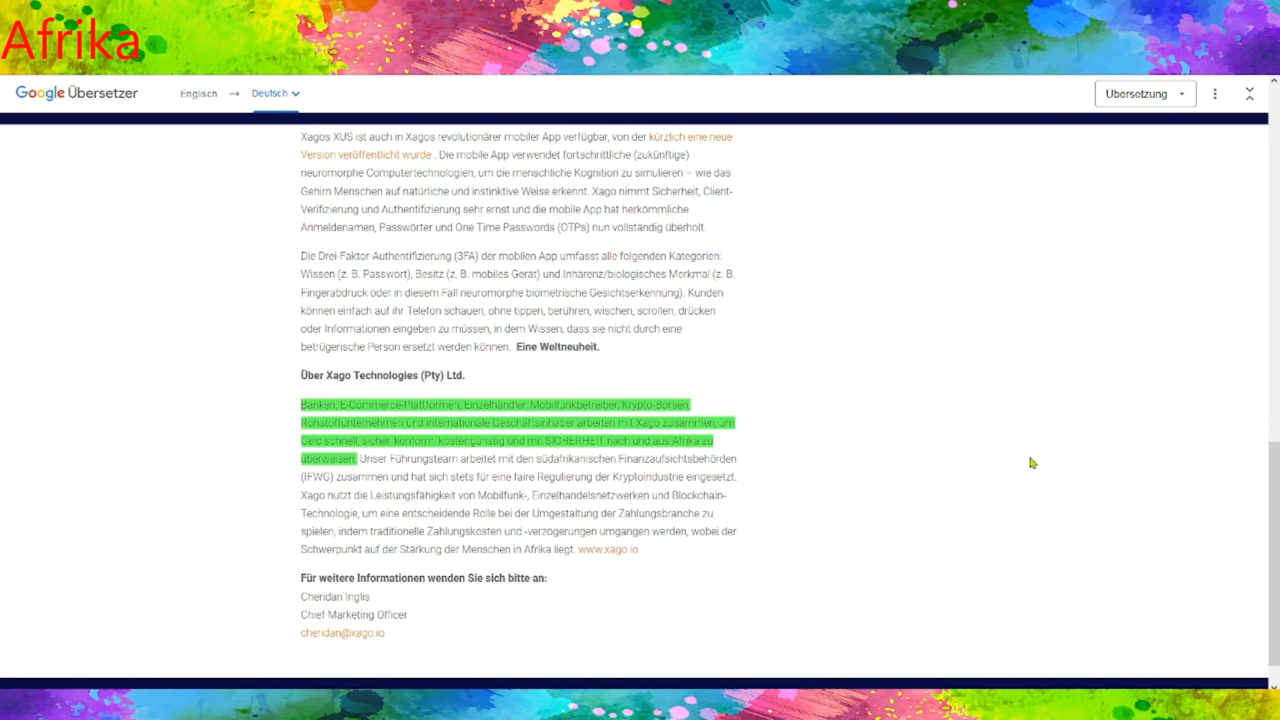 Afrika
Google Übersetzer
Englisch → Deutsch
Übersetzung
Xagos XUS ist auch in Xagos revolutionärer mobiler App verfügbar, von der kürzlich eine neue
Version veröffentlicht wurde . Die mobile App verwendet fortschrittliche (zukünftige)
neuromorphe Computertechnologien, um die menschliche Kognition zu simulieren – wie das
Gehirn Menschen auf natürliche und instinktive Weise erkennt. Xago nimmt Sicherheit, Client-
Verifizierung und Authentifizierung sehr ernst und die mobile App hat herkömmliche
Anmeldenamen, Passwörter und One Time Passwords (OTPs) nun vollständig überholt.
Die Drei-Faktor-Authentifizierung (3FA) der mobilen App umfasst alle folgenden Kategorien:
Wissen (z. B. Passwort), Besitz (z. B. mobiles Gerät) und Inhärenz/biologisches Merkmal (z. B.
Fingerabdruck oder in diesem Fall neuromorphe biometrische Gesichtserkennung). Kunden
können einfach auf ihr Telefon schauen, ohne tippen, berühren, wischen, scrollen, drücken
oder Informationen eingeben zu müssen, in dem Wissen, dass sie nicht durch eine
betrügerische Person ersetzt werden können. Eine Weltneuheit.
Über Xago Technologies (Pty) Ltd.
Banken, E-Commerce-Plattformen, Einzelhändler, Mobilfunkbetreiber, Krypto-Börsen,
Rohstoffunternehmen und internationale Geschäftsinhaber arbeiten mit Xago zusammen, um
Geld schnell, sicher, konform, kostengünstig und mit SICHERHEIT nach und aus Afrika zu
überweisen. Unser Führungsteam arbeitet mit den südafrikanischen Finanzaufsichtsbehörden
(IFWG) zusammen und hat sich stets für eine faire Regulierung der Kryptoindustrie eingesetzt.
Xago nutzt die Leistungsfähigkeit von Mobilfunk-, Einzelhandelsnetzwerken und Blockchain-
Technologie, um eine entscheidende Rolle bei der Umgestaltung der Zahlungsbranche zu
spielen, indem traditionelle Zahlungskosten und -verzögerungen umgangen werden, wobei der
Schwerpunkt auf der Stärkung der Menschen in Afrika liegt. www.xago.io
Für weitere Informationen wenden Sie sich bitte an:
Cheridan Inglis
Chief Marketing Officer
cheridan@xago.io